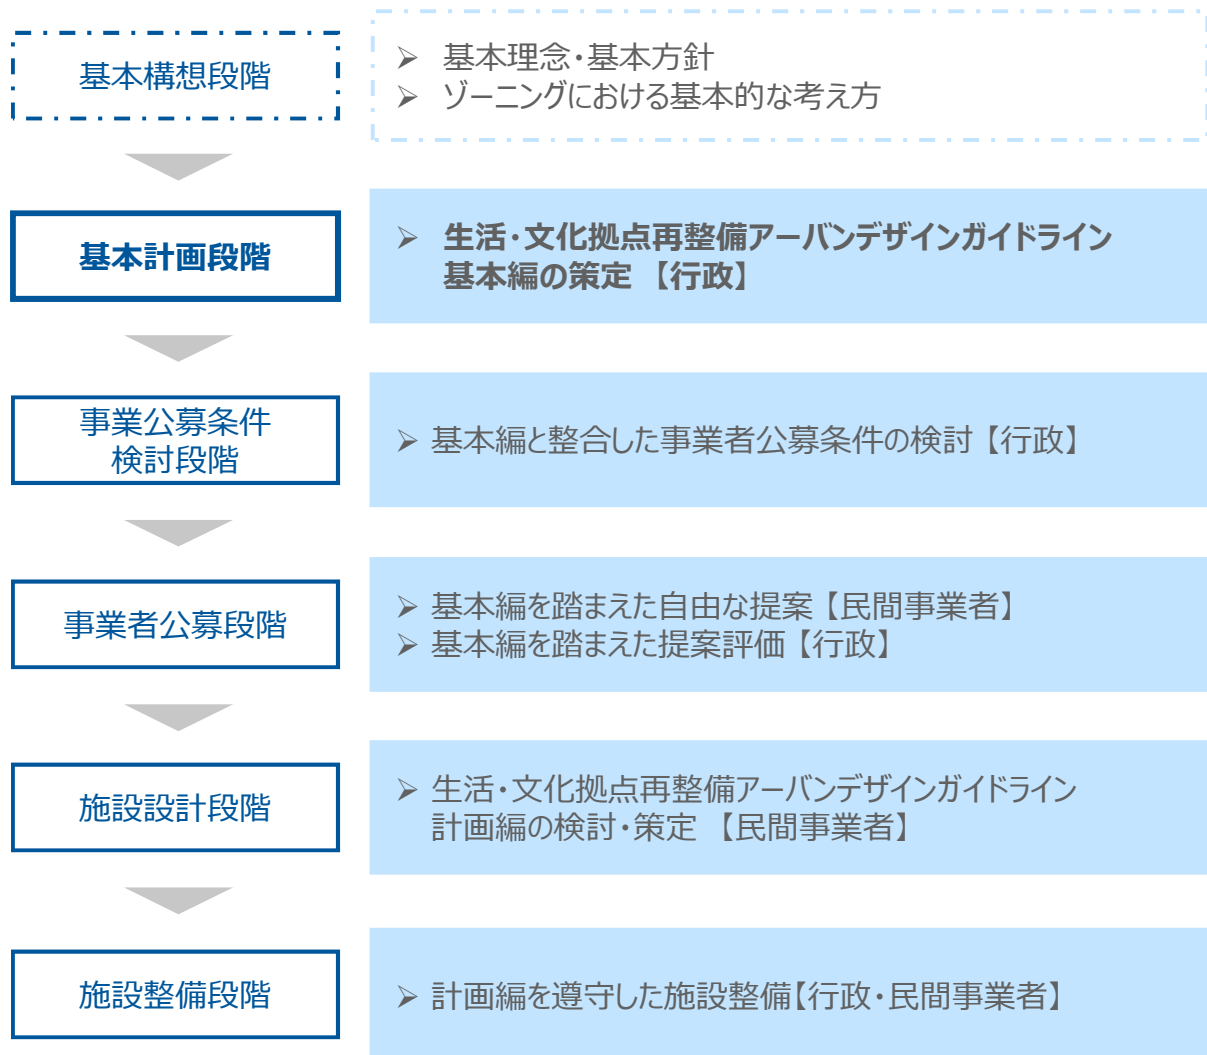 基本構想段階
➢ 基本理念・基本方針
➢ ゾーニングにおける基本的な考え方
基本計画段階
➢ 生活・文化拠点再整備アーバンデザインガイドライン
基本編の策定 【行政】
事業公募条件
検討段階
➢ 基本編と整合した事業者公募条件の検討 【行政】
事業者公募段階
➢ 基本編を踏まえた自由な提案 【民間事業者】
➢ 基本編を踏まえた提案評価 【行政】
施設設計段階
➢ 生活・文化拠点再整備アーバンデザインガイドライン
計画編の検討・策定 【民間事業者】
施設整備段階
➢ 計画編を遵守した施設整備【行政・民間事業者】